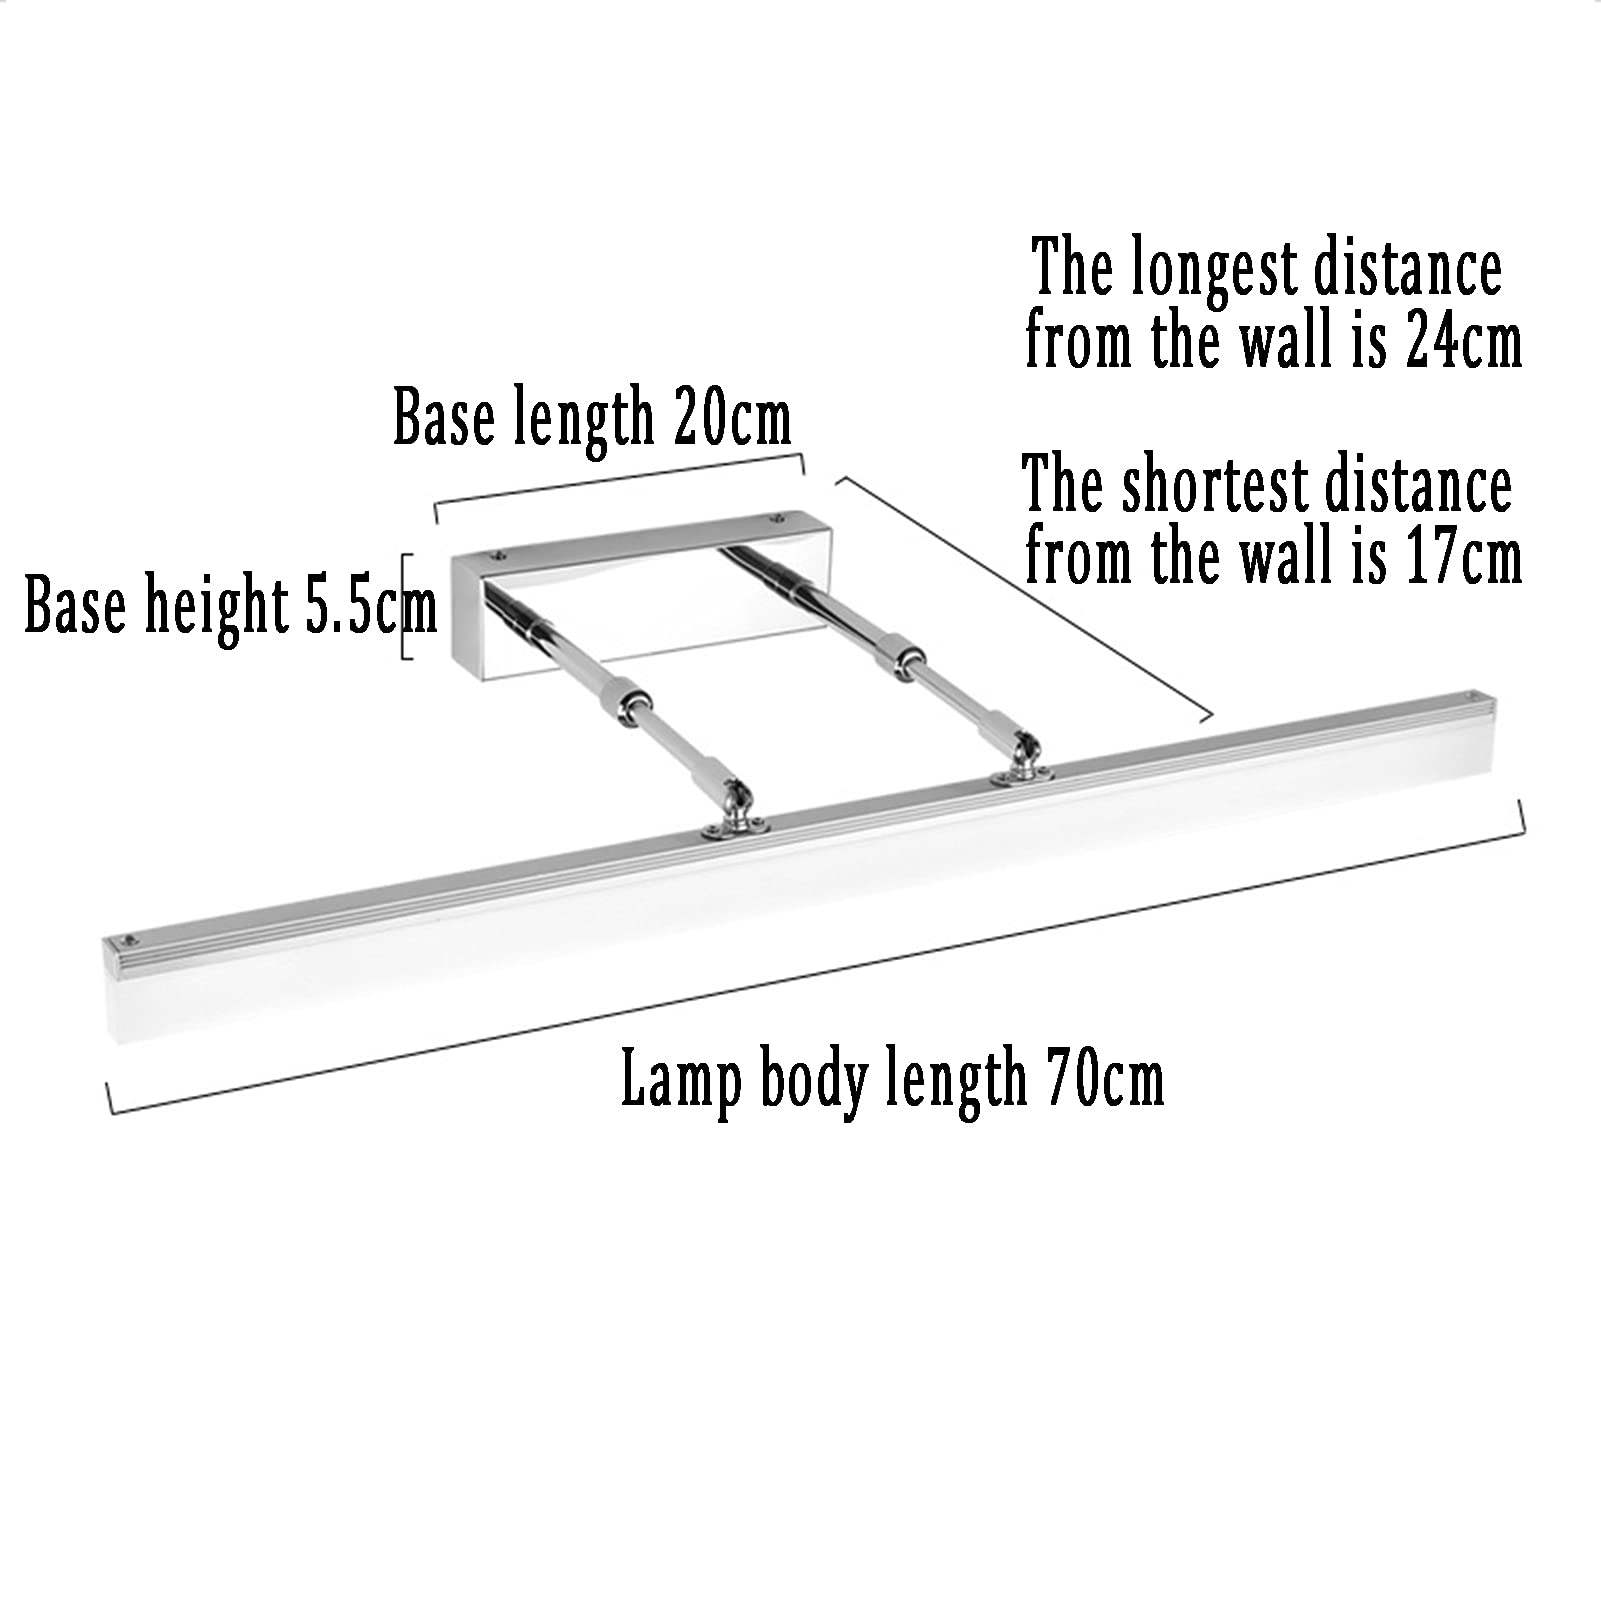 The longest distance
from the wall is 24cm
Base length 20cm
The shortest distance
from the wall is 17cm
Base height 5.5cm
Lamp body length 70cm